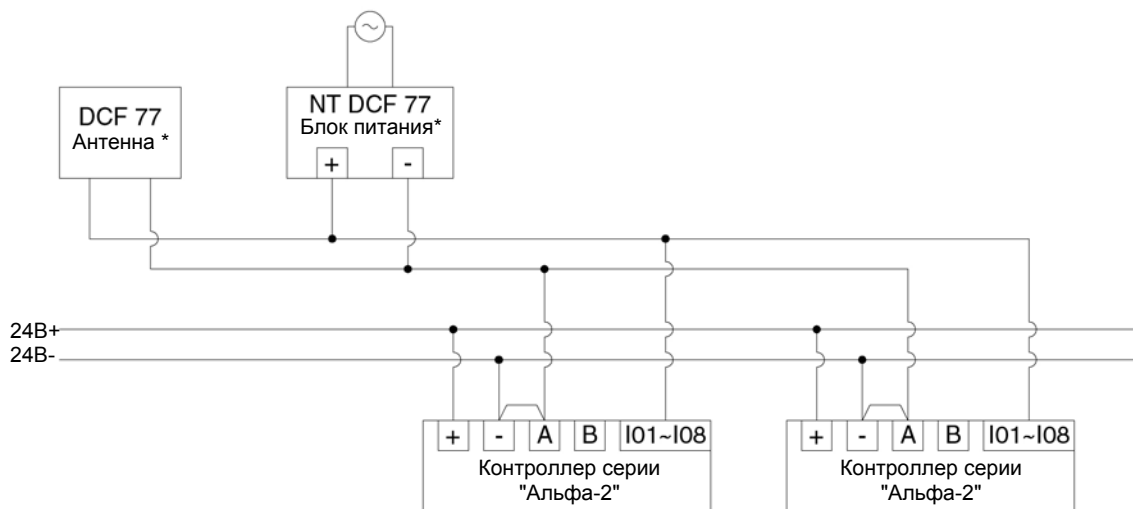 DCF 77
Антенна *
NT DCF 77
Блок питания*
+ -
24В+
24В-
+ - A B I01~I08
Контроллер серии
"Альфа-2"
+ - A B I01~I08
Контроллер серии
"Альфа-2"